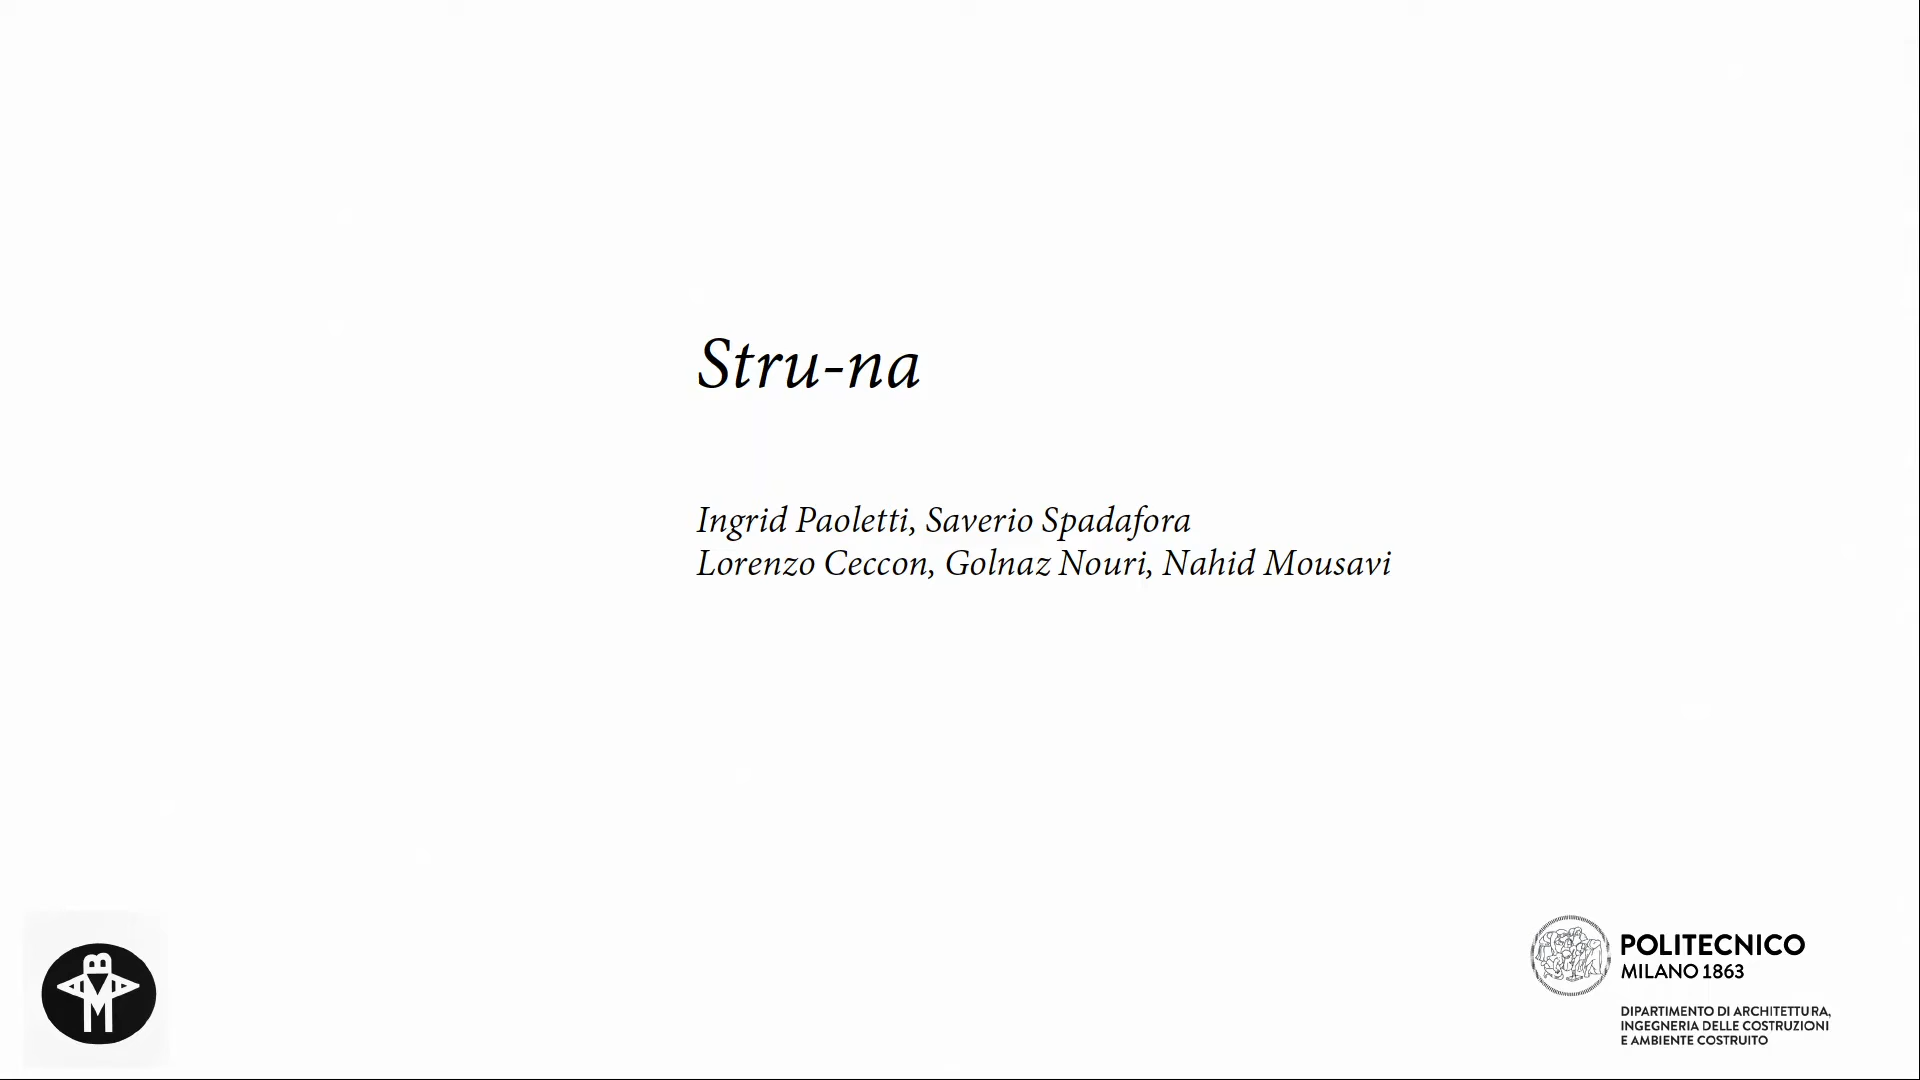 Stru-na
Ingrid Paoletti, Saverio Spadafora
Lorenzo Ceccon, Golnaz Nouri, Nahid Mousavi
BM
POLITECNICO
MILANO 1863
DIPARTIMENTO DI ARCHITETTURA,
INGEGNERIA DELLE COSTRUZIONI
E AMBIENTE COSTRUITO